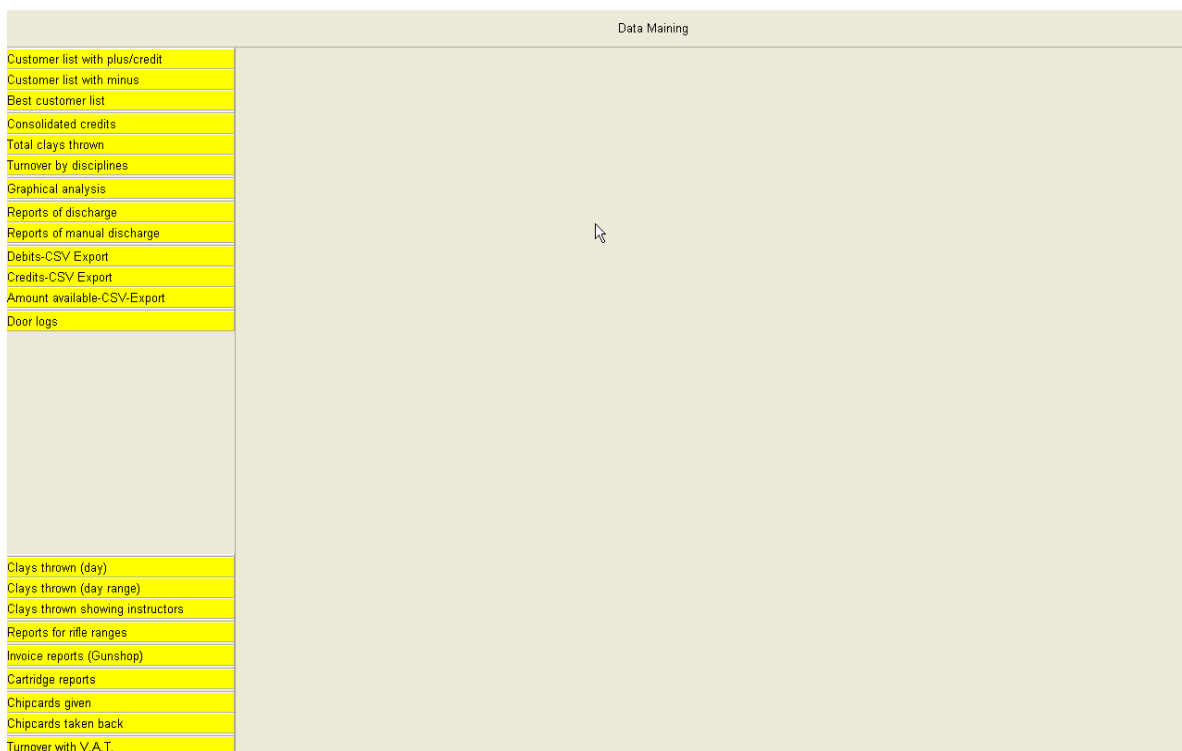 Data Maining
Customer list with plus/credit
Customer list with minus
Best customer list
Consolidated credits
Total clays thrown
Turnover by disciplines
Graphical analysis
Reports of discharge
Reports of manual discharge
Debits-CSV Export
Credits-CSV Export
Amount available-CSV-Export
Door logs
Clays thrown (day)
Clays thrown (day range)
Clays thrown showing instructors
Reports for rifle ranges
Invoice reports (Gunshop)
Cartridge reports
Chipcards given
Chipcards taken back
Turnover with V.A.T.